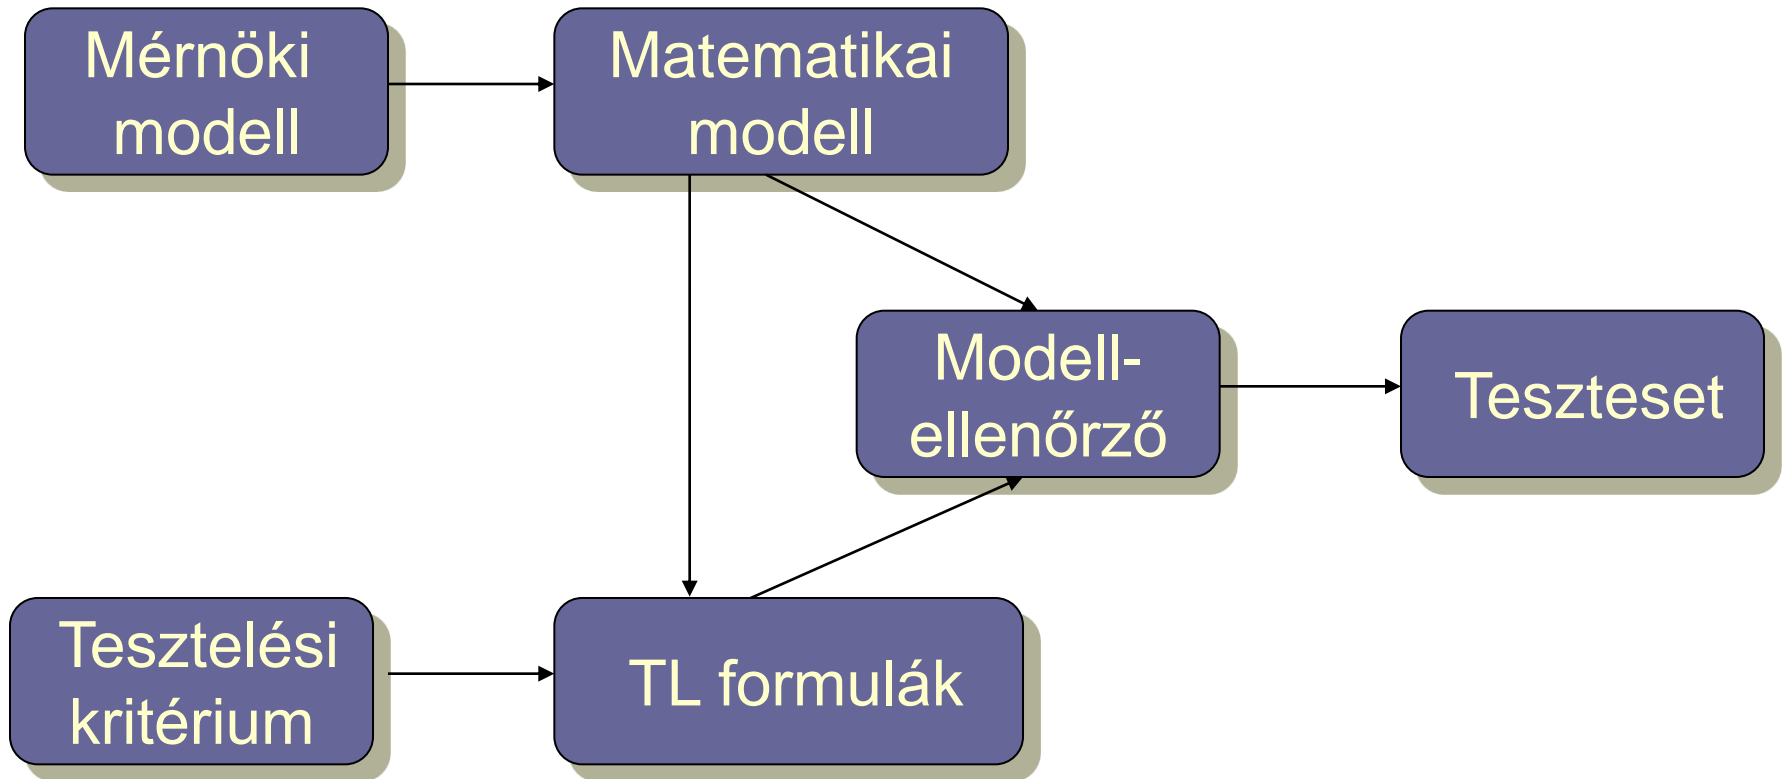 Mérnöki
modell
Matematikai
modell
Modell-
ellenőrző
Teszteset
Tesztelési
kritérium
TL formulák